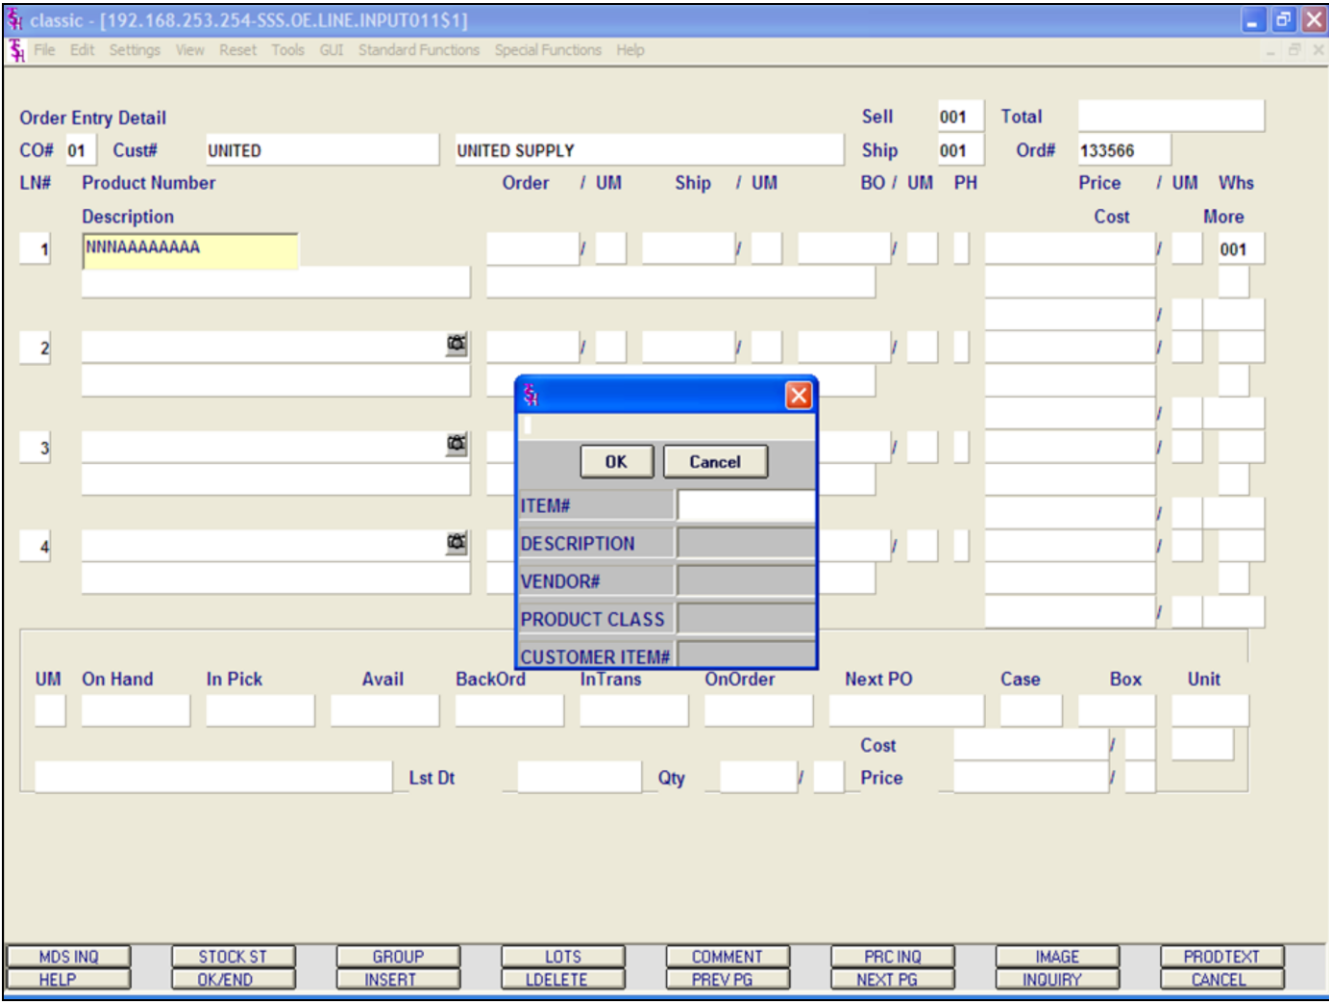 classic - [192.168.253.254-SSS.OE.LINE.INPUT011$1]
File Edit Settings View Reset Tools GUI Standard Functions Special Functions Help
Order Entry Detail Sell 001 Total
CO# 01 Cust# UNITED UNITED SUPPLY Ship 001 Ord# 133566
LN# Product Number Order / UM Ship / UM BO / UM PH Price / UM Whs
Description Cost More
1 NNNAAAAAAAA / / / / 001
/
2 / / / /
/
3 / /
/
4 / /
/
OK Cancel
ITEM#
DESCRIPTION
VENDOR#
PRODUCT CLASS
CUSTOMER ITEM#
UM On Hand In Pick Avail BackOrd InTrans OnOrder Next PO Case Box Unit
Cost /
Lst Dt Qty / Price /
MDS INQ STOCK ST GROUP LOTS COMMENT PRC INQ IMAGE PRODTEXT
HELP OK/END INSERT LDELETE PREV PG NEXT PG INQUIRY CANCEL